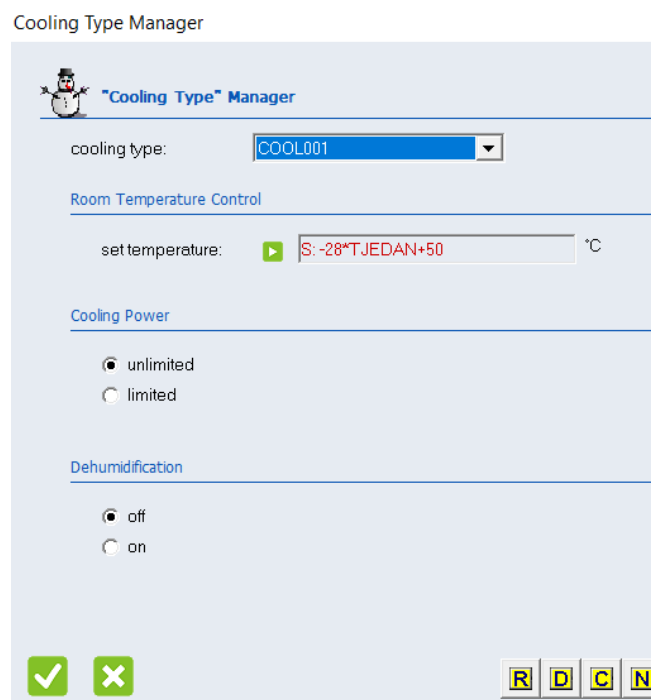 Cooling Type Manager
"Cooling Type" Manager
cooling type: COOL001
Room Temperature Control
set temperature: S: -28*TJEDAN+50 °C
Cooling Power
unlimited
limited
Dehumidification
off
on
R D C N